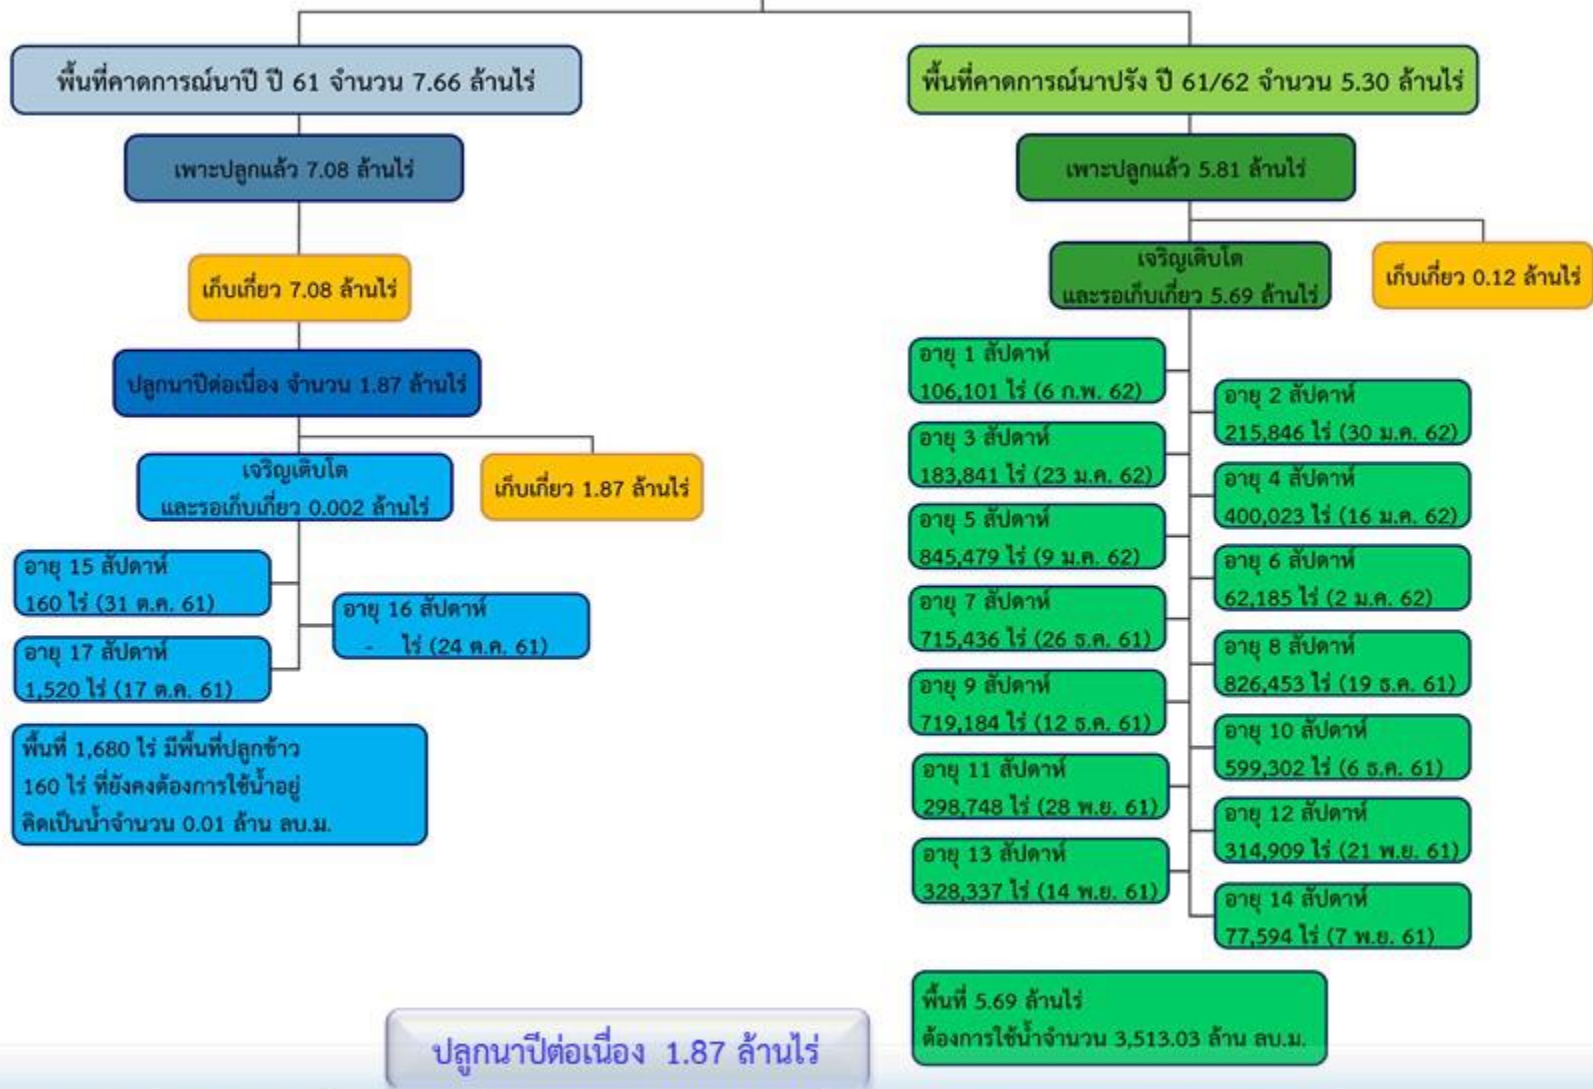 พื้นที่คาดการณ์นาปี ปี 61 จำนวน 7.66 ล้านไร่
เพาะปลูกแล้ว 7.08 ล้านไร่
เก็บเกี่ยว 7.08 ล้านไร่
ปลูกนาปีต่อเนื่อง จำนวน 1.87 ล้านไร่
เจริญเติบโต
และรอเก็บเกี่ยว 0.002 ล้านไร่
เก็บเกี่ยว 1.87 ล้านไร่
อายุ 15 สัปดาห์
160 ไร่ (31 ต.ค. 61)
อายุ 16 สัปดาห์
- ไร่ (24 ต.ค. 61)
อายุ 17 สัปดาห์
1,520 ไร่ (17 ต.ค. 61)
พื้นที่ 1,680 ไร่ มีพื้นที่ปลูกข้าว
160 ไร่ ที่ยังคงต้องการใช้น้ำอยู่
คิดเป็นน้ำจำนวน 0.01 ล้าน ลบ.ม.
พื้นที่คาดการณ์นาปรัง ปี 61/62 จำนวน 5.30 ล้านไร่
เพาะปลูกแล้ว 5.81 ล้านไร่
เจริญเติบโต
และรอเก็บเกี่ยว 5.69 ล้านไร่
เก็บเกี่ยว 0.12 ล้านไร่
อายุ 1 สัปดาห์
106,101 ไร่ (6 ก.พ. 62)
อายุ 2 สัปดาห์
215,846 ไร่ (30 ม.ค. 62)
อายุ 3 สัปดาห์
183,841 ไร่ (23 ม.ค. 62)
อายุ 4 สัปดาห์
400,023 ไร่ (16 ม.ค. 62)
อายุ 5 สัปดาห์
845,479 ไร่ (9 ม.ค. 62)
อายุ 6 สัปดาห์
62,185 ไร่ (2 ม.ค. 62)
อายุ 7 สัปดาห์
715,436 ไร่ (26 ธ.ค. 61)
อายุ 8 สัปดาห์
826,453 ไร่ (19 ธ.ค. 61)
อายุ 9 สัปดาห์
719,184 ไร่ (12 ธ.ค. 61)
อายุ 10 สัปดาห์
599,302 ไร่ (6 ธ.ค. 61)
อายุ 11 สัปดาห์
298,748 ไร่ (28 พ.ย. 61)
อายุ 12 สัปดาห์
314,909 ไร่ (21 พ.ย. 61)
อายุ 13 สัปดาห์
328,337 ไร่ (14 พ.ย. 61)
อายุ 14 สัปดาห์
77,594 ไร่ (7 พ.ย. 61)
พื้นที่ 5.69 ล้านไร่
ต้องการใช้น้ำจำนวน 3,513.03 ล้าน ลบ.ม.
ปลูกนาปีต่อเนื่อง 1.87 ล้านไร่